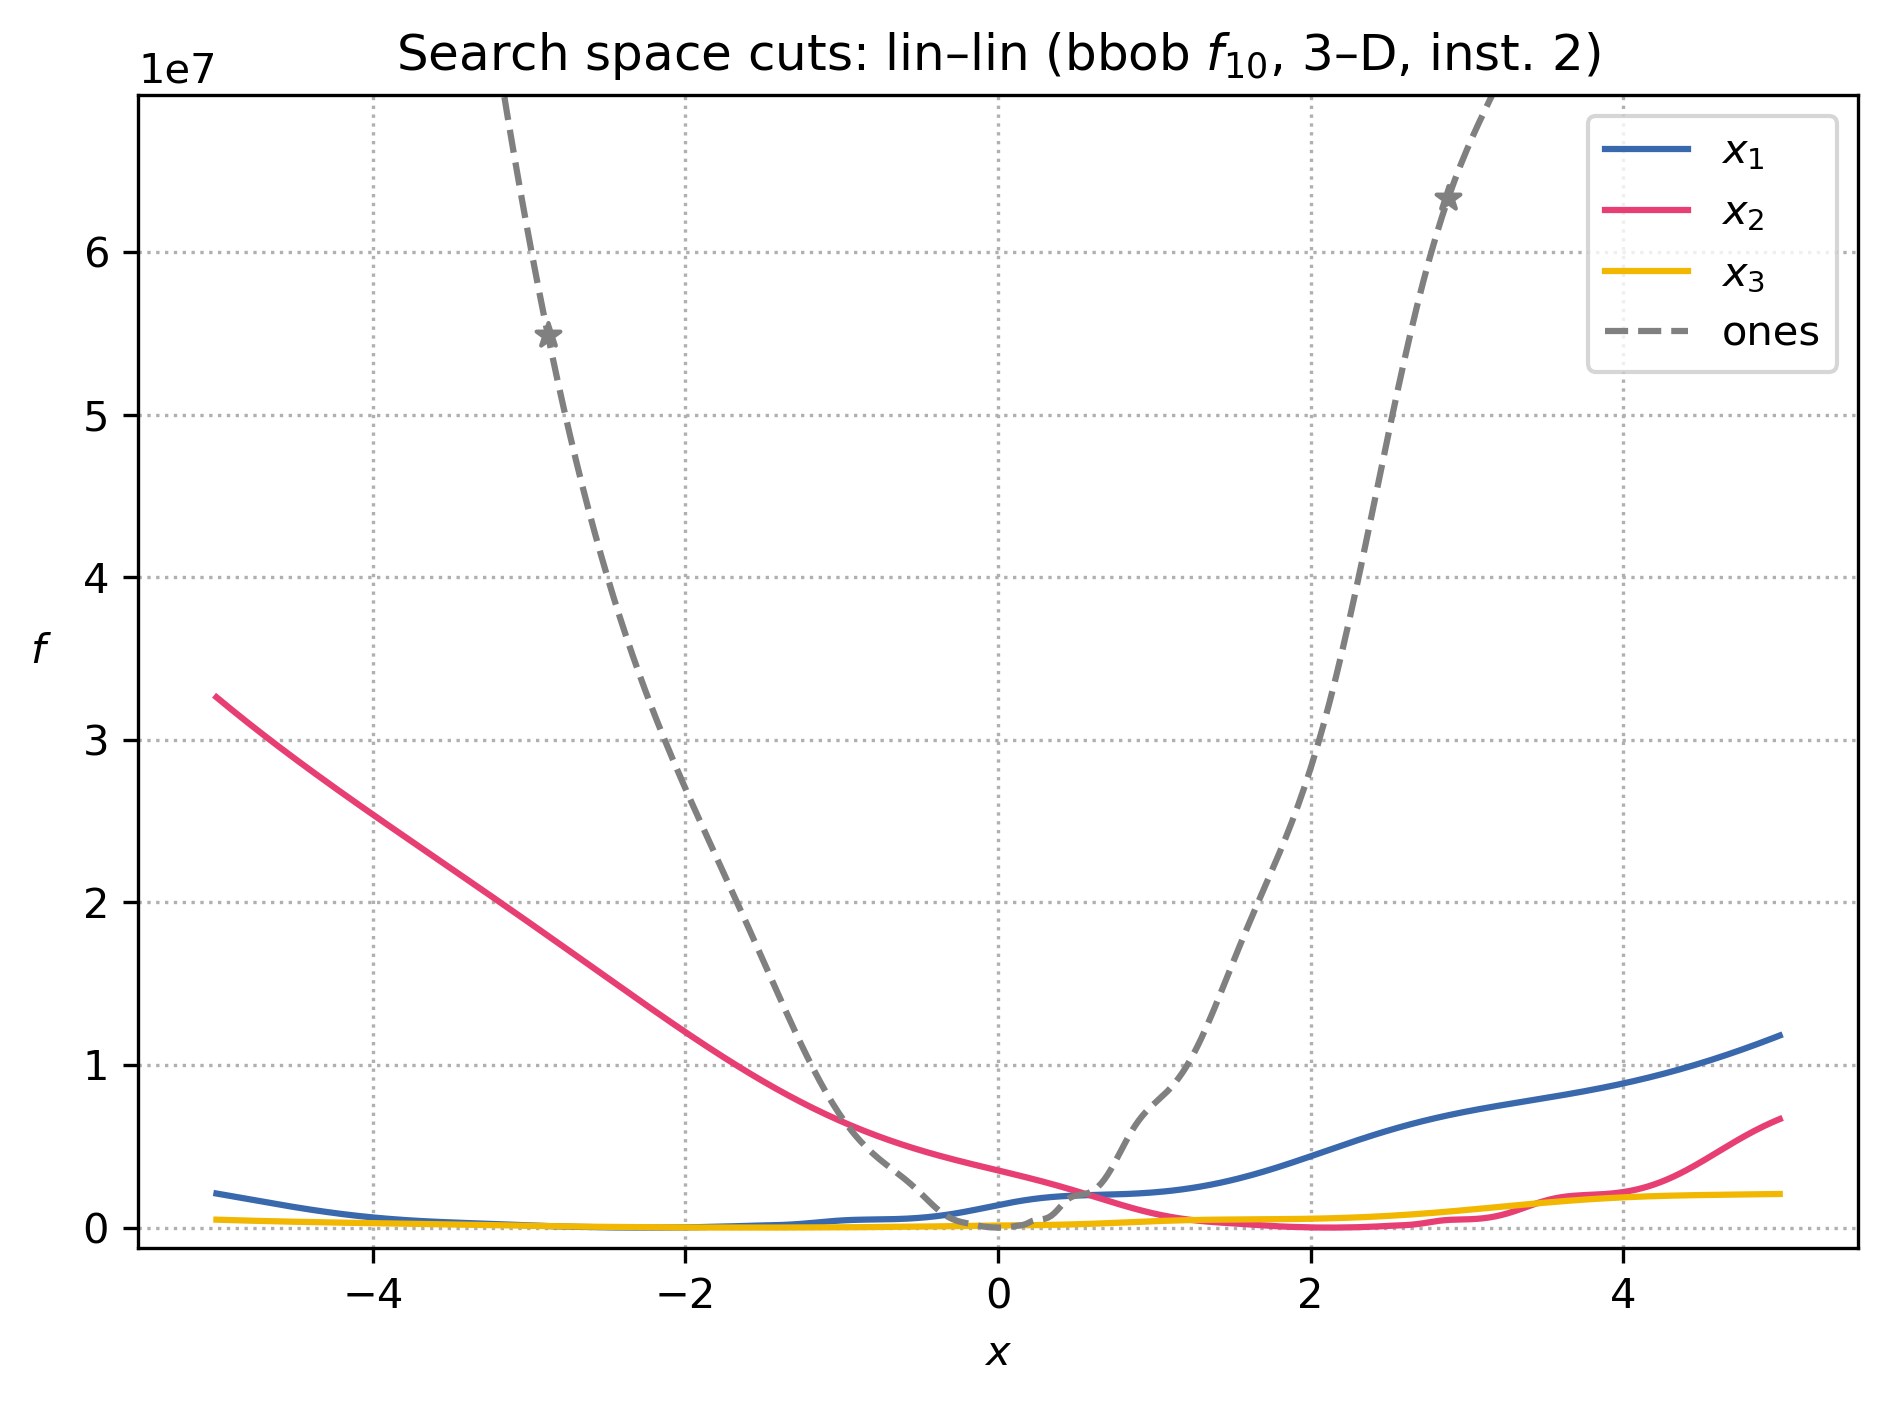 Search space cuts: lin–lin (bbob f₁₀, 3–D, inst. 2)
1e7
x₁
x₂
x₃
ones
6
5
4
3
2
1
0
f
−4
−2
0
2
4
x